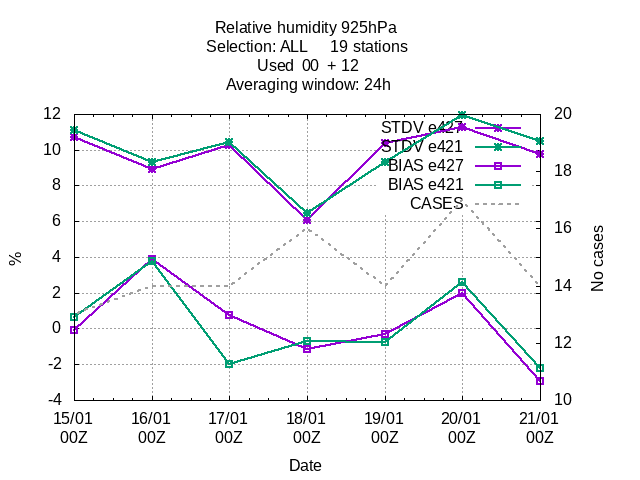 Relative humidity 925hPa
Selection: ALL     19 stations
Used  00  + 12
Averaging window: 24h
12
10
8
6
4
2
0
-2
-4
%
20
18
16
14
12
10
No cases
STDV e427
STDV e421
BIAS e427
BIAS e421
CASES
15/01 16/01 17/01 18/01 19/01 20/01 21/01
00Z 00Z 00Z 00Z 00Z 00Z 00Z
Date